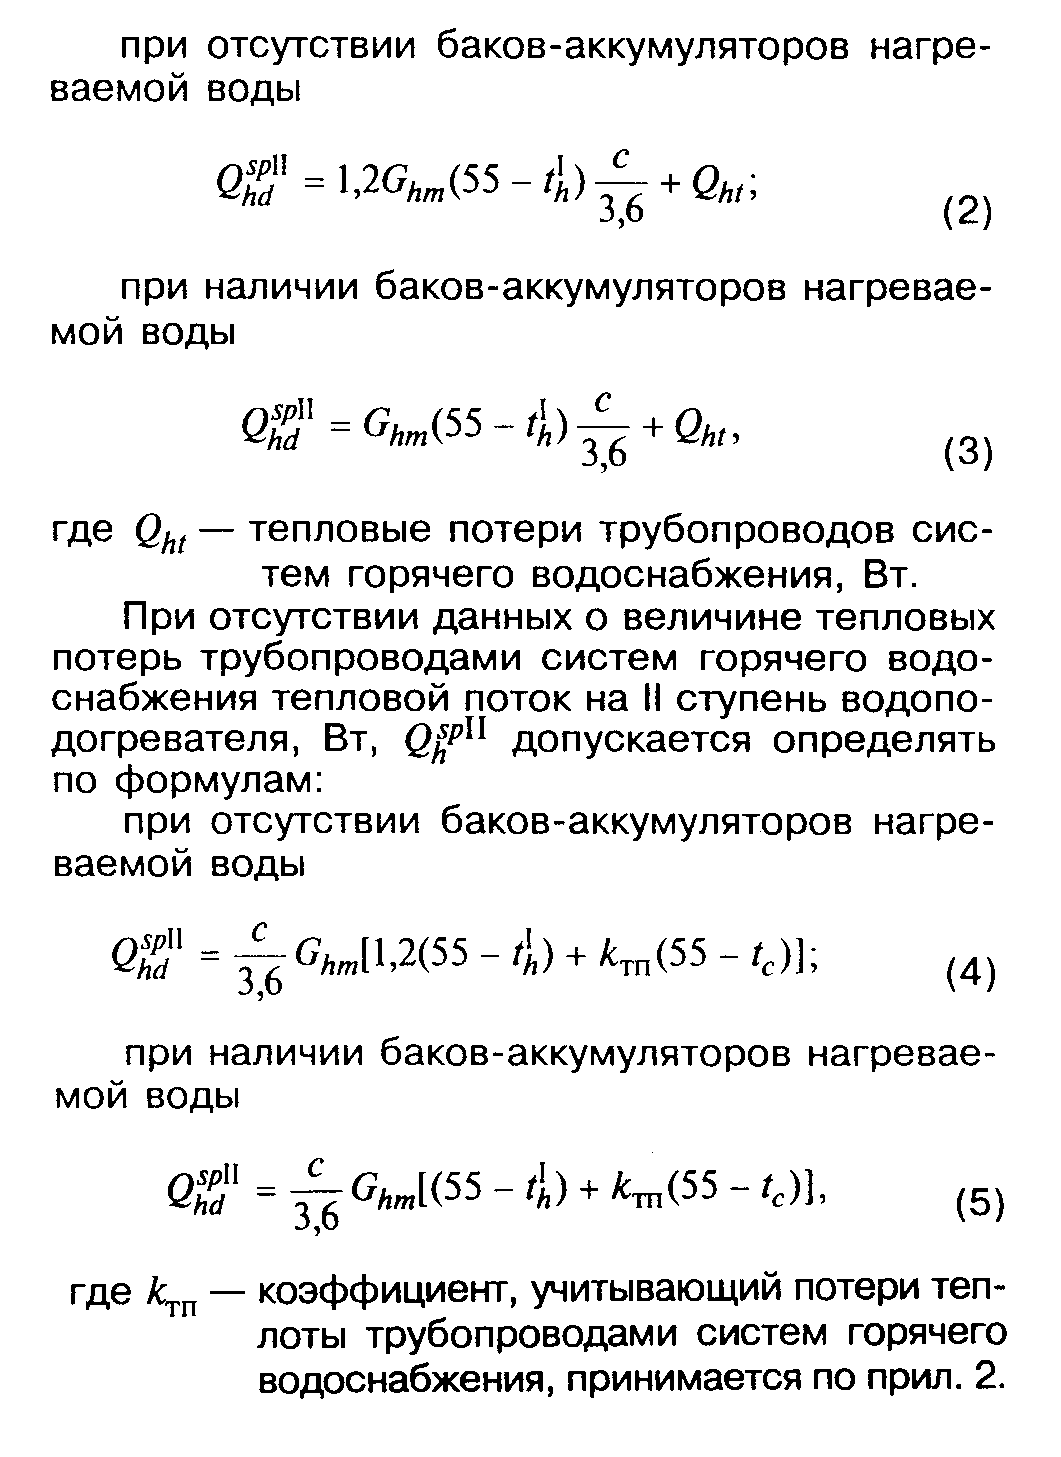 при отсутствии баков-аккумуляторов нагре-
ваемой воды
Q_{hd}^{spII} = 1,2G_{hm}(55 – t_h^I) c/3,6 + Q_{ht}; (2)
при наличии баков-аккумуляторов нагревае-
мой воды
Q_{hd}^{spII} = G_{hm}(55 – t_h^I) c/3,6 + Q_{ht}, (3)
где Q_{ht} — тепловые потери трубопроводов сис-
тем горячего водоснабжения, Вт.
При отсутствии данных о величине тепловых
потерь трубопроводами систем горячего водо-
снабжения тепловой поток на II ступень водопо-
догревателя, Вт, Q_h^{spII} допускается определять
по формулам:
при отсутствии баков-аккумуляторов нагре-
ваемой воды
Q_{hd}^{spII} = c/3,6 G_{hm}[1,2(55 – t_h^I) + k_{тп}(55 – t_c)]; (4)
при наличии баков-аккумуляторов нагревае-
мой воды
Q_{hd}^{spII} = c/3,6 G_{hm}[(55 – t_h^I) + k_{тп}(55 – t_c)], (5)
где k_{тп} — коэффициент, учитывающий потери теп-
лоты трубопроводами систем горячего
водоснабжения, принимается по прил. 2.